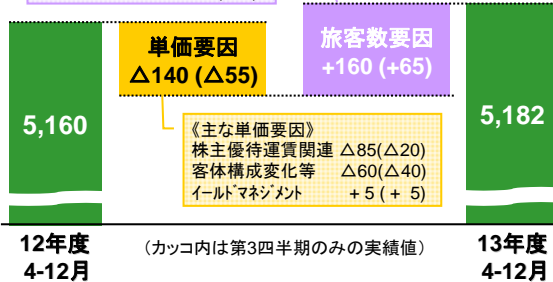 単価要因
△140 (△55)
旅客数要因
+160 (+65)
5,160
5,182
《主な単価要因》
株主優待運賃関連 △85(△20)
客体構成変化等 △60(△40)
ｲｰﾙﾄﾞﾏﾈｼﾞﾒﾝﾄ +5 ( + 5)
12年度
4-12月
(カッコ内は第3四半期のみの実績値)
13年度
4-12月